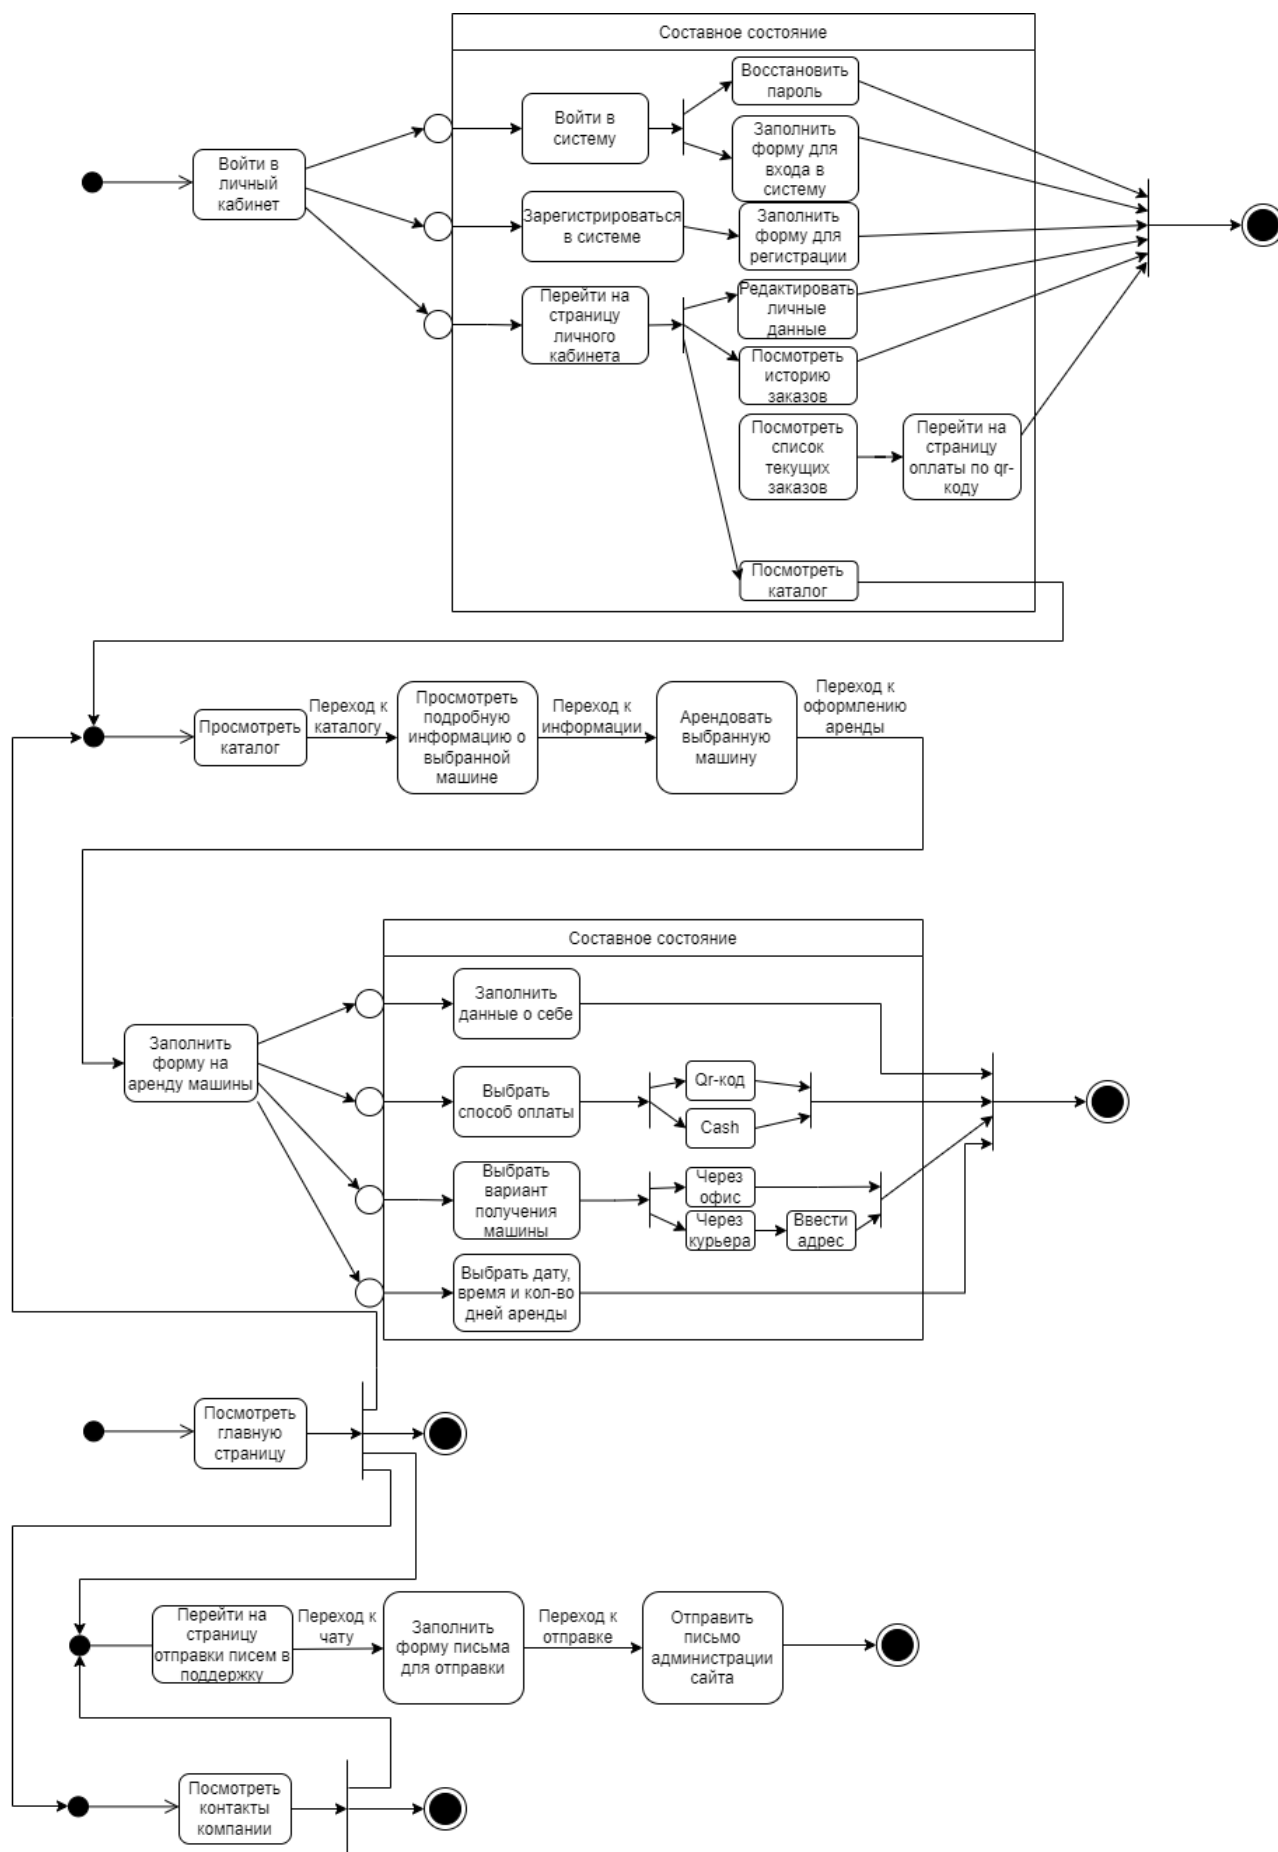 Составное состояние
Восстановить
пароль
Войти в
систему
Заполнить
форму для
входа в
систему
Войти в
личный
кабинет
Зарегистрироваться
в системе
Заполнить
форму для
регистрации
Перейти на
страницу
личного
кабинета
Редактировать
личные
данные
Посмотреть
историю
заказов
Посмотреть
список
текущих
заказов
Перейти на
страницу
оплаты по qr-
коду
Посмотреть
каталог
Просмотреть
каталог
Переход к
каталогу
Просмотреть
подробную
информацию о
выбранной
машине
Переход к
информации
Арендовать
выбранную
машину
Переход к
оформлению
аренды
Составное состояние
Заполнить
данные о себе
Заполнить
форму на
аренду машины
Выбрать
способ оплаты
Qr-код
Cash
Выбрать
вариант
получения
машины
Через
офис
Через
курьера
Ввести
адрес
Выбрать дату,
время и кол-во
дней аренды
Посмотреть
главную
страницу
Перейти на
страницу
отправки писем в
поддержку
Переход к
чату
Заполнить
форму письма
для отправки
Переход к
отправке
Отправить
письмо
администрации
сайта
Посмотреть
контакты
компании